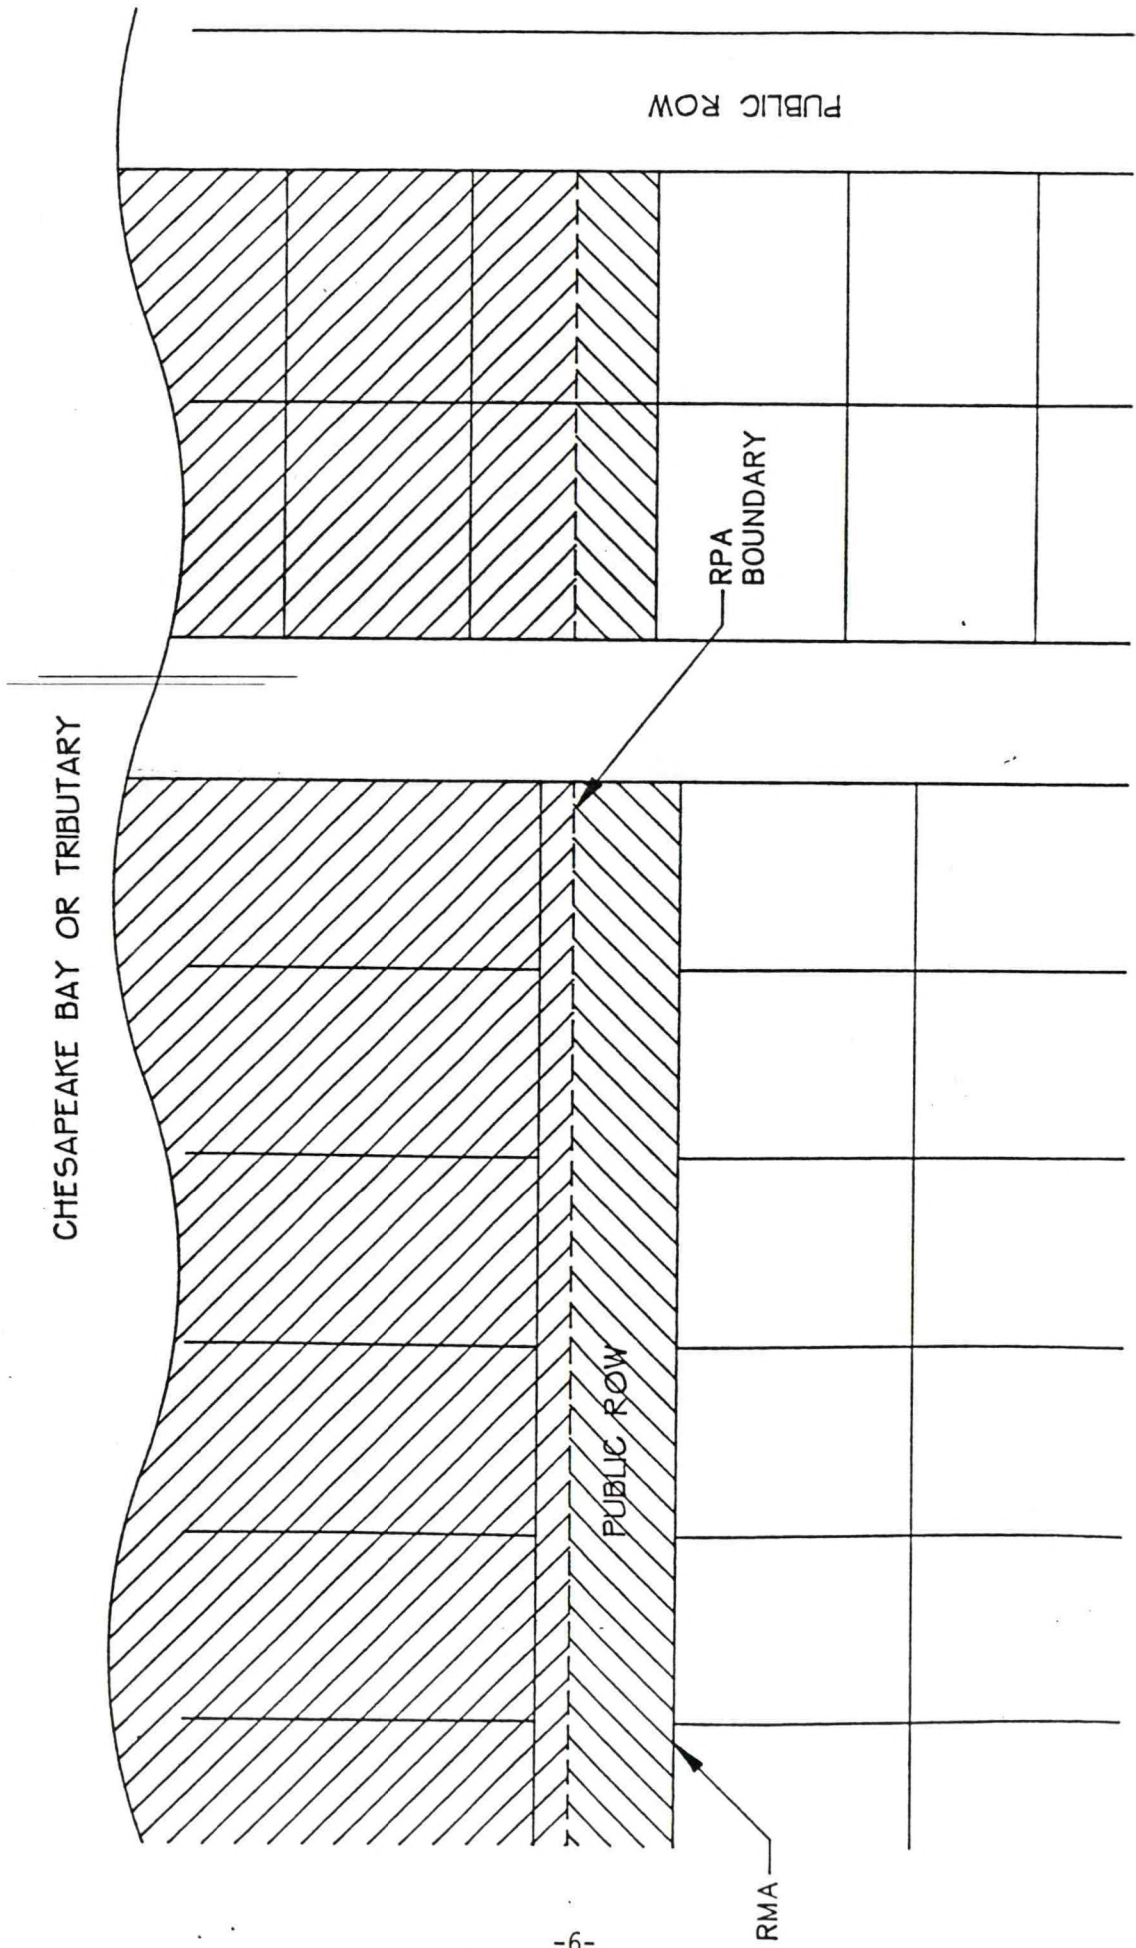 CHESAPEAKE BAY OR TRIBUTARY
PUBLIC ROW
RPA
BOUNDARY
PUBLIC ROW
RMA
-6-